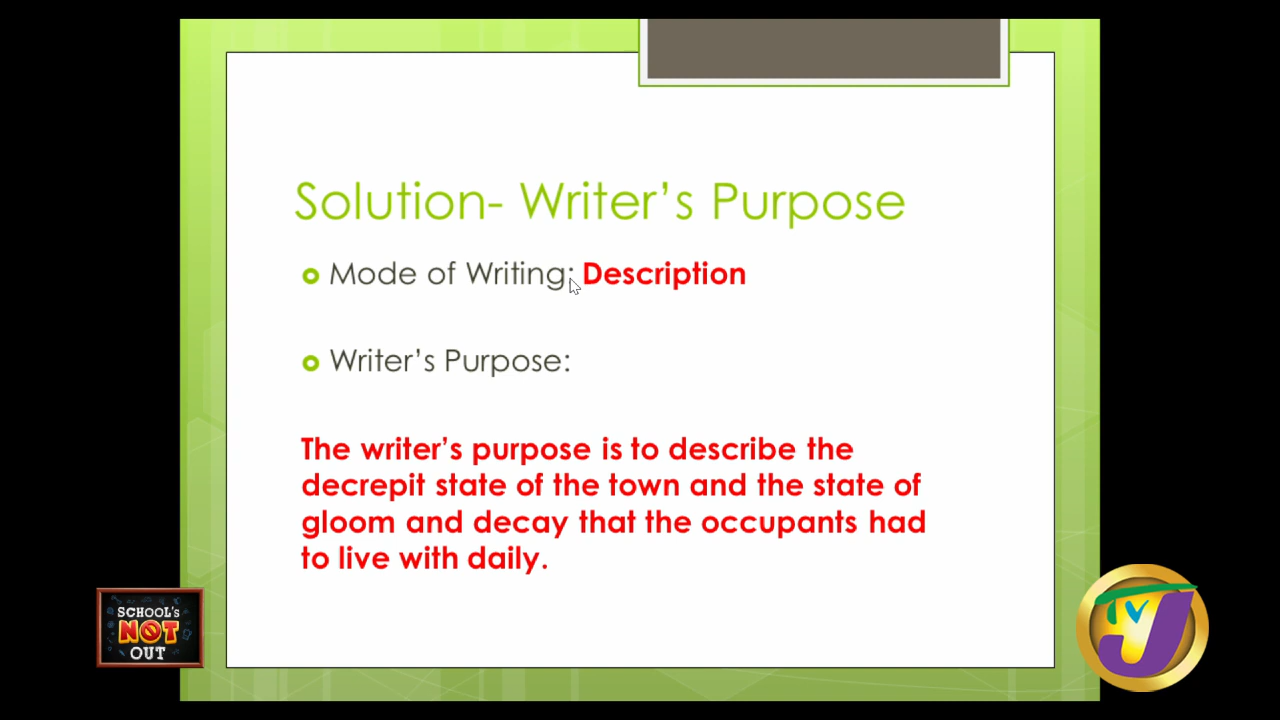 Solution- Writer's Purpose
Mode of Writing: Description
Writer's Purpose:
The writer's purpose is to describe the
decrepit state of the town and the state of
gloom and decay that the occupants had
to live with daily.
SCHOOL'S
NOT
OUT
TVJ